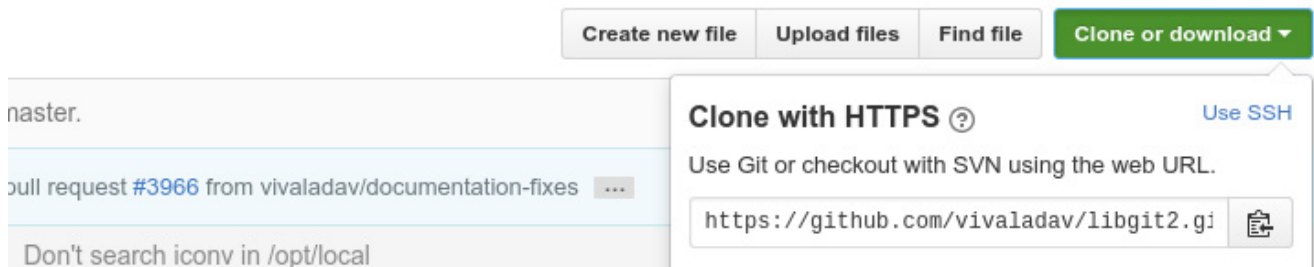 Create new file Upload files Find file Clone or download
master.
Clone with HTTPS ?
Use SSH
Use Git or checkout with SVN using the web URL.
pull request #3966 from vivaladav/documentation-fixes ...
https://github.com/vivaladav/libgit2.gi
Don't search iconv in /opt/local